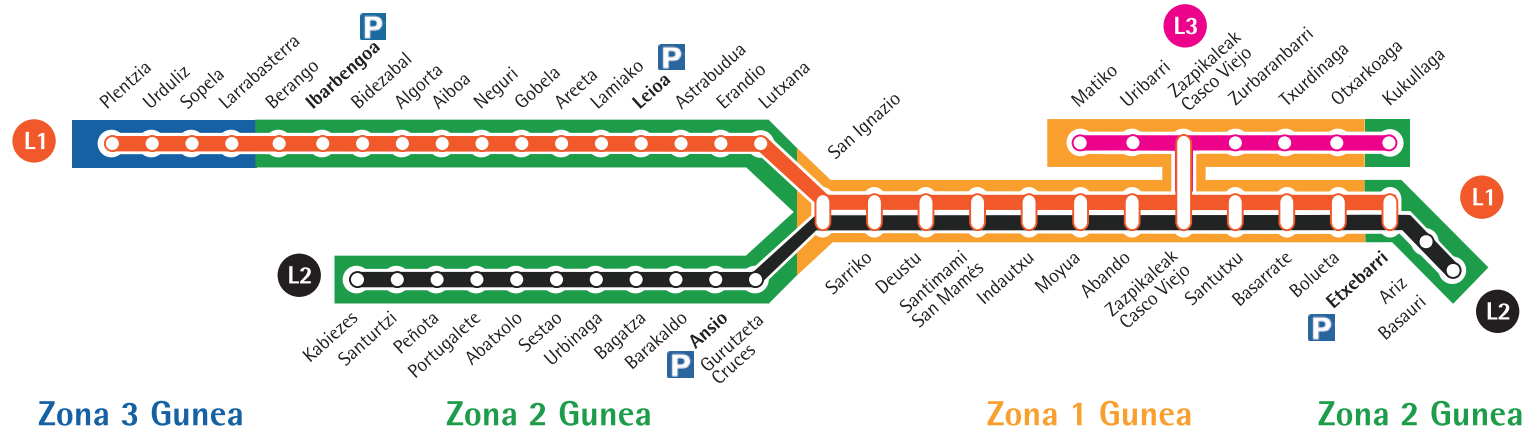 L3
P
P
Plentzia
Urduliz
Sopela
Larrabasterra
Berango
Ibarbengoa
Bidezabal
Algorta
Aiboa
Neguri
Gobela
Areeta
Lamiako
Leioa
Astrabudua
Erandio
Lutxana
San Ignazio
Matiko
Uribarri
Zazpikaleak
Casco Viejo
Zurbaranbarri
Txurdinaga
Otxarkoaga
Kukullaga
L1
L1
L2
L2
Kabiezes
Santurtzi
Peñota
Portugalete
Abatxolo
Sestao
Urbinaga
Bagatza
Barakaldo
Ansio
Gurutzeta
Cruces
P
Sarriko
Deustu
Santimami
San Mamés
Indautxu
Moyua
Abando
Zazpikaleak
Casco Viejo
Santutxu
Basarrate
Bolueta
Etxebarri
Ariz
Basauri
P
Zona 3 Gunea
Zona 2 Gunea
Zona 1 Gunea
Zona 2 Gunea